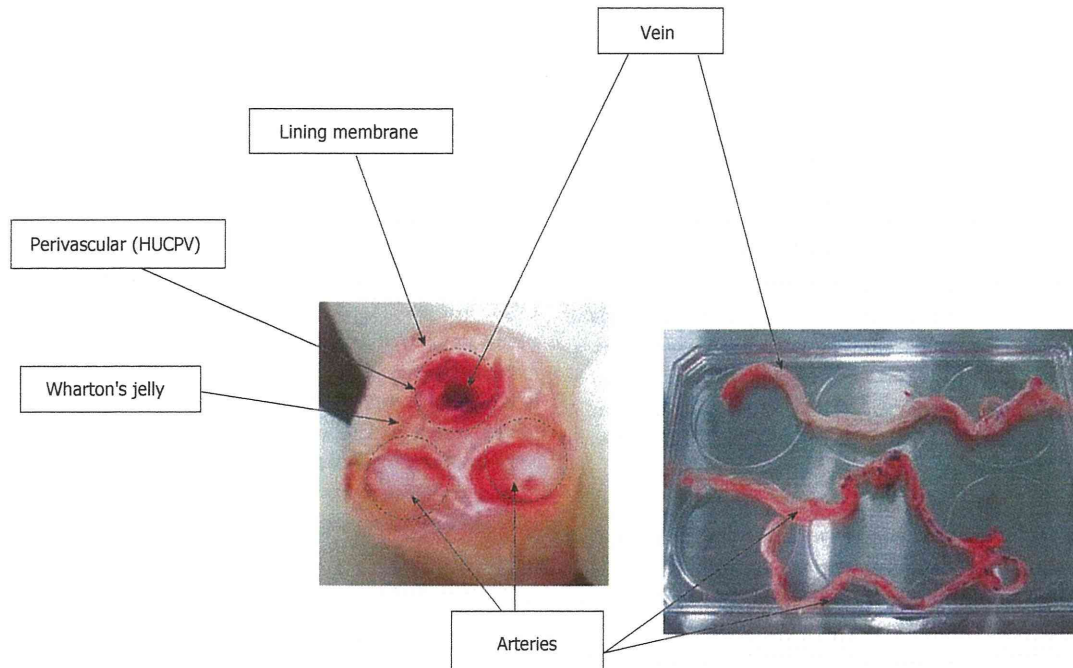 Vein
Lining membrane
Perivascular (HUCPV)
Wharton's jelly
Arteries